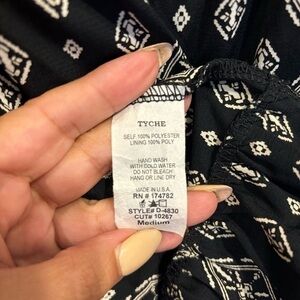 TYCHE
SELF 100% POLYESTER
LINING 100% POLY
HAND WASH
WITH COLD WATER
DO NOT BLEACH
HANG OR LINE DRY
MADE IN U.S.A.
RN # 174782
STYLE# D-4830
CUT# 10267
Medium